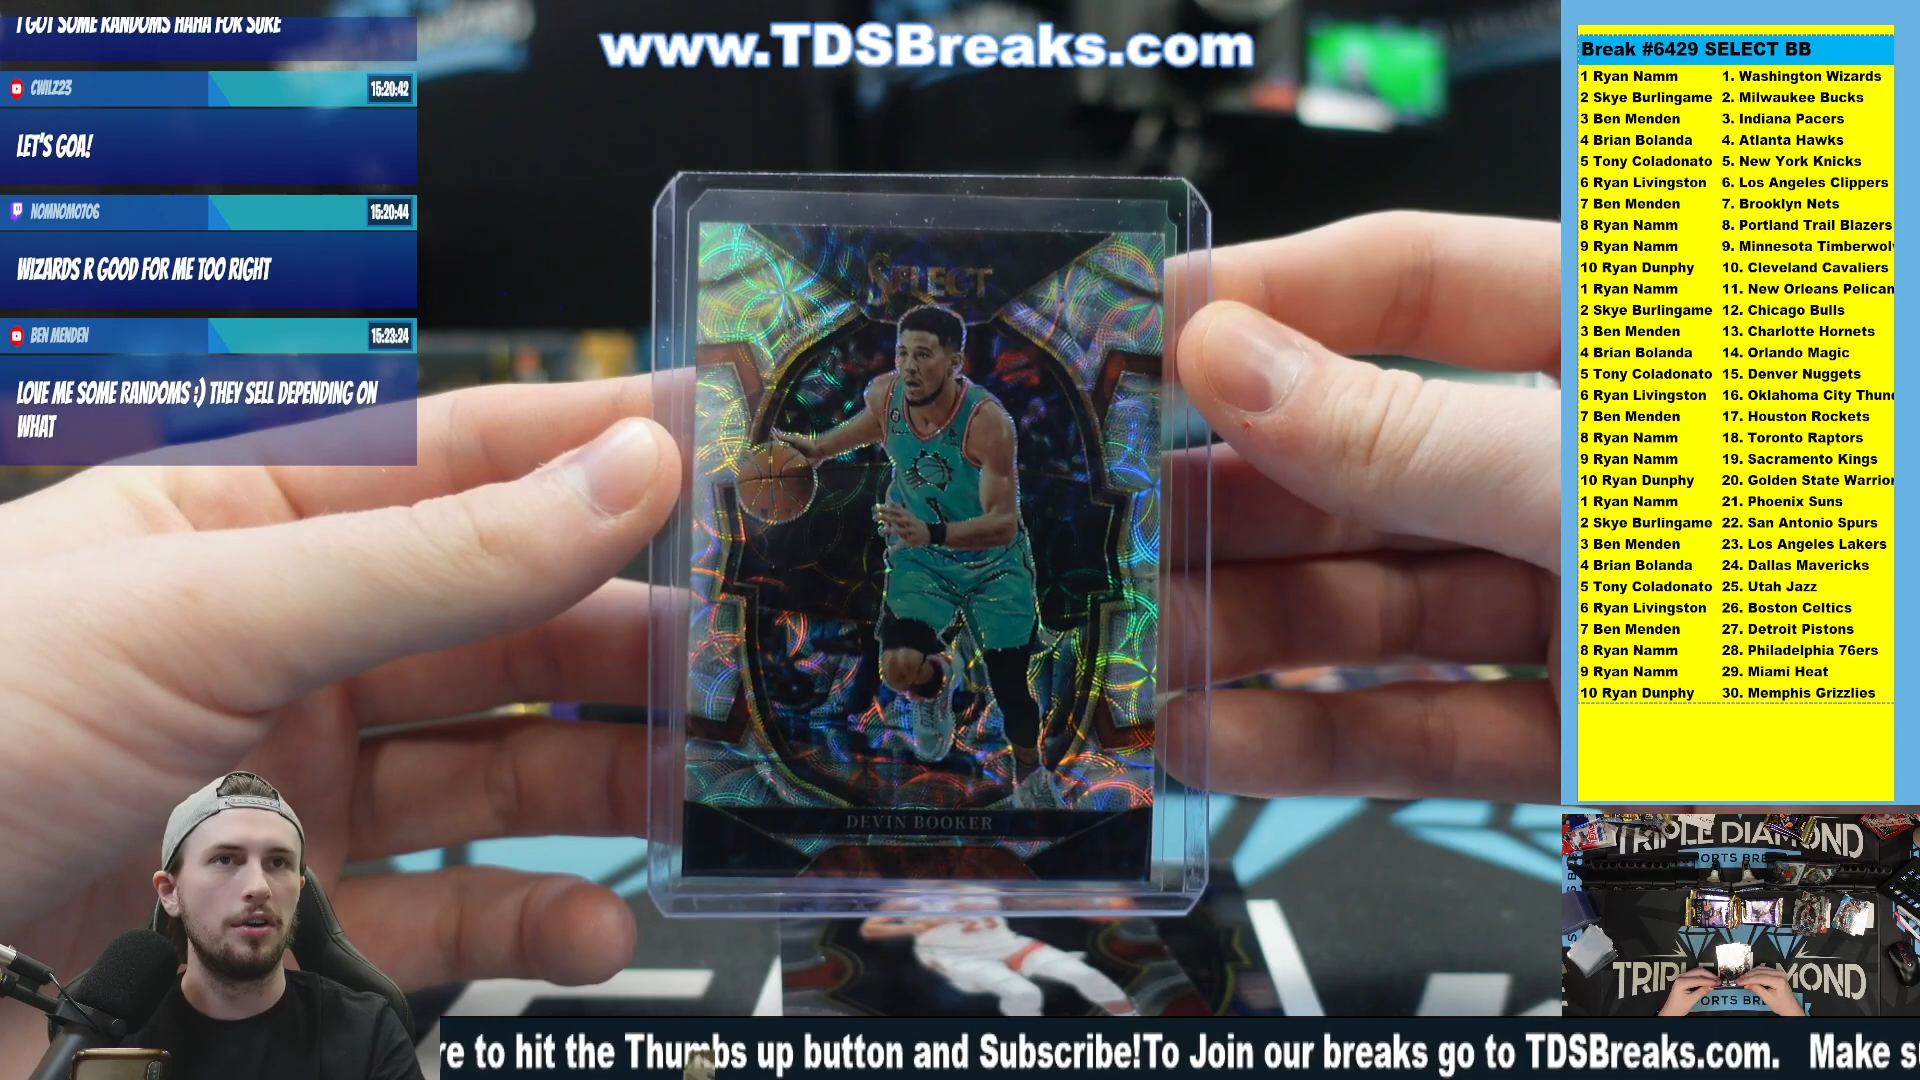 I GOT SOME RANDOMS HAHA FOR SURE
CWILZ23
15:20:42
LET'S GOA!
NOMNOMO706
15:20:44
WIZARDS R GOOD FOR ME TOO RIGHT
BEN MENDEN
15:23:24
LOVE ME SOME RANDOMS :) THEY SELL DEPENDING ON
WHAT
www.TDSBreaks.com
SELECT
DEVIN BOOKER
23
Break #6429 SELECT BB
1 Ryan Namm 1. Washington Wizards
2 Skye Burlingame 2. Milwaukee Bucks
3 Ben Menden 3. Indiana Pacers
4 Brian Bolanda 4. Atlanta Hawks
5 Tony Coladonato 5. New York Knicks
6 Ryan Livingston 6. Los Angeles Clippers
7 Ben Menden 7. Brooklyn Nets
8 Ryan Namm 8. Portland Trail Blazers
9 Ryan Namm 9. Minnesota Timberwol
10 Ryan Dunphy 10. Cleveland Cavaliers
1 Ryan Namm 11. New Orleans Pelican
2 Skye Burlingame 12. Chicago Bulls
3 Ben Menden 13. Charlotte Hornets
4 Brian Bolanda 14. Orlando Magic
5 Tony Coladonato 15. Denver Nuggets
6 Ryan Livingston 16. Oklahoma City Thun
7 Ben Menden 17. Houston Rockets
8 Ryan Namm 18. Toronto Raptors
9 Ryan Namm 19. Sacramento Kings
10 Ryan Dunphy 20. Golden State Warrior
1 Ryan Namm 21. Phoenix Suns
2 Skye Burlingame 22. San Antonio Spurs
3 Ben Menden 23. Los Angeles Lakers
4 Brian Bolanda 24. Dallas Mavericks
5 Tony Coladonato 25. Utah Jazz
6 Ryan Livingston 26. Boston Celtics
7 Ben Menden 27. Detroit Pistons
8 Ryan Namm 28. Philadelphia 76ers
9 Ryan Namm 29. Miami Heat
10 Ryan Dunphy 30. Memphis Grizzlies
TRIPLE DIAMOND
SPORTS BRE
TRIPLE DIAMOND
SPORTS BRE
re to hit the Thumbs up button and Subscribe!To Join our breaks go to TDSBreaks.com. Make s